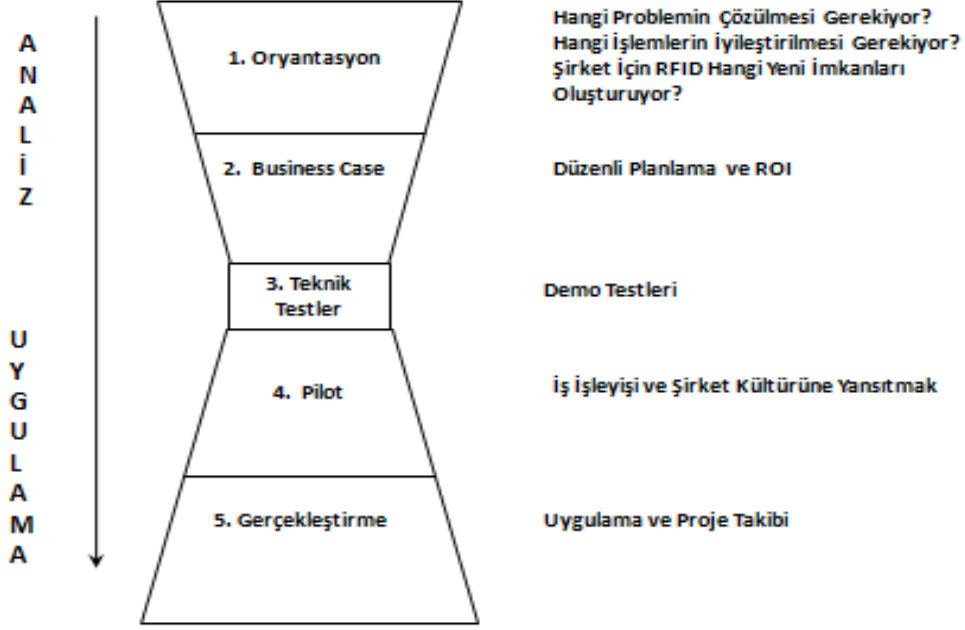 ANALİZ
UYGULAMA
1. Oryantasyon
Hangi Problemin Çözülmesi Gerekiyor?
Hangi İşlemlerin İyileştirilmesi Gerekiyor?
Şirket İçin RFID Hangi Yeni İmkanları
Oluşturuyor?
2. Business Case
Düzenli Planlama ve ROI
3. Teknik
Testler
Demo Testleri
4. Pilot
İş İşleyişi ve Şirket Kültürüne Yansıtmak
5. Gerçekleştirme
Uygulama ve Proje Takibi